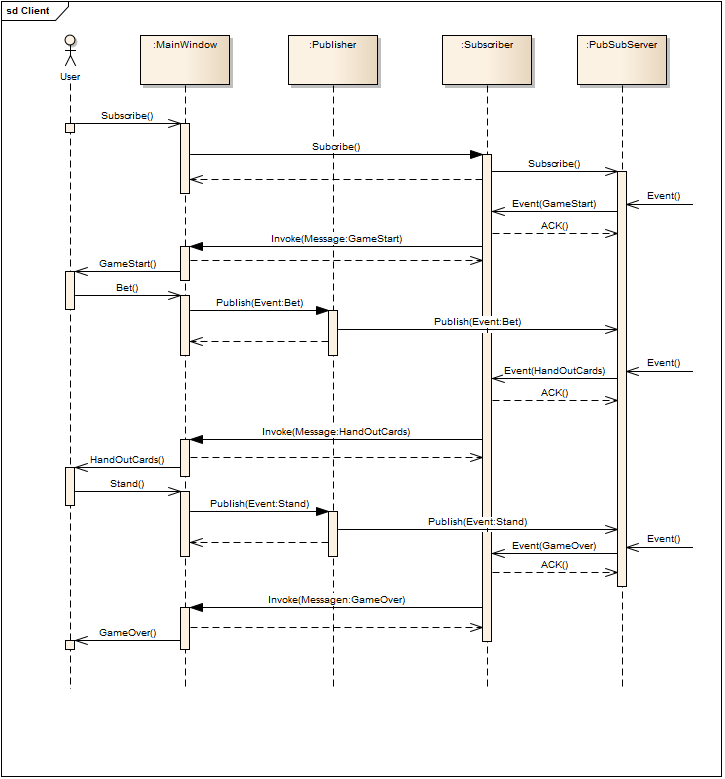 sd Client
User
:MainWindow
:Publisher
:Subscriber
:PubSubServer
Subscribe()
Subcribe()
Subscribe()
Event()
Event(GameStart)
ACK()
Invoke(Message:GameStart)
GameStart()
Bet()
Publish(Event:Bet)
Publish(Event:Bet)
Event()
Event(HandOutCards)
ACK()
Invoke(Message:HandOutCards)
HandOutCards()
Stand()
Publish(Event:Stand)
Publish(Event:Stand)
Event()
Event(GameOver)
ACK()
Invoke(Messagen:GameOver)
GameOver()